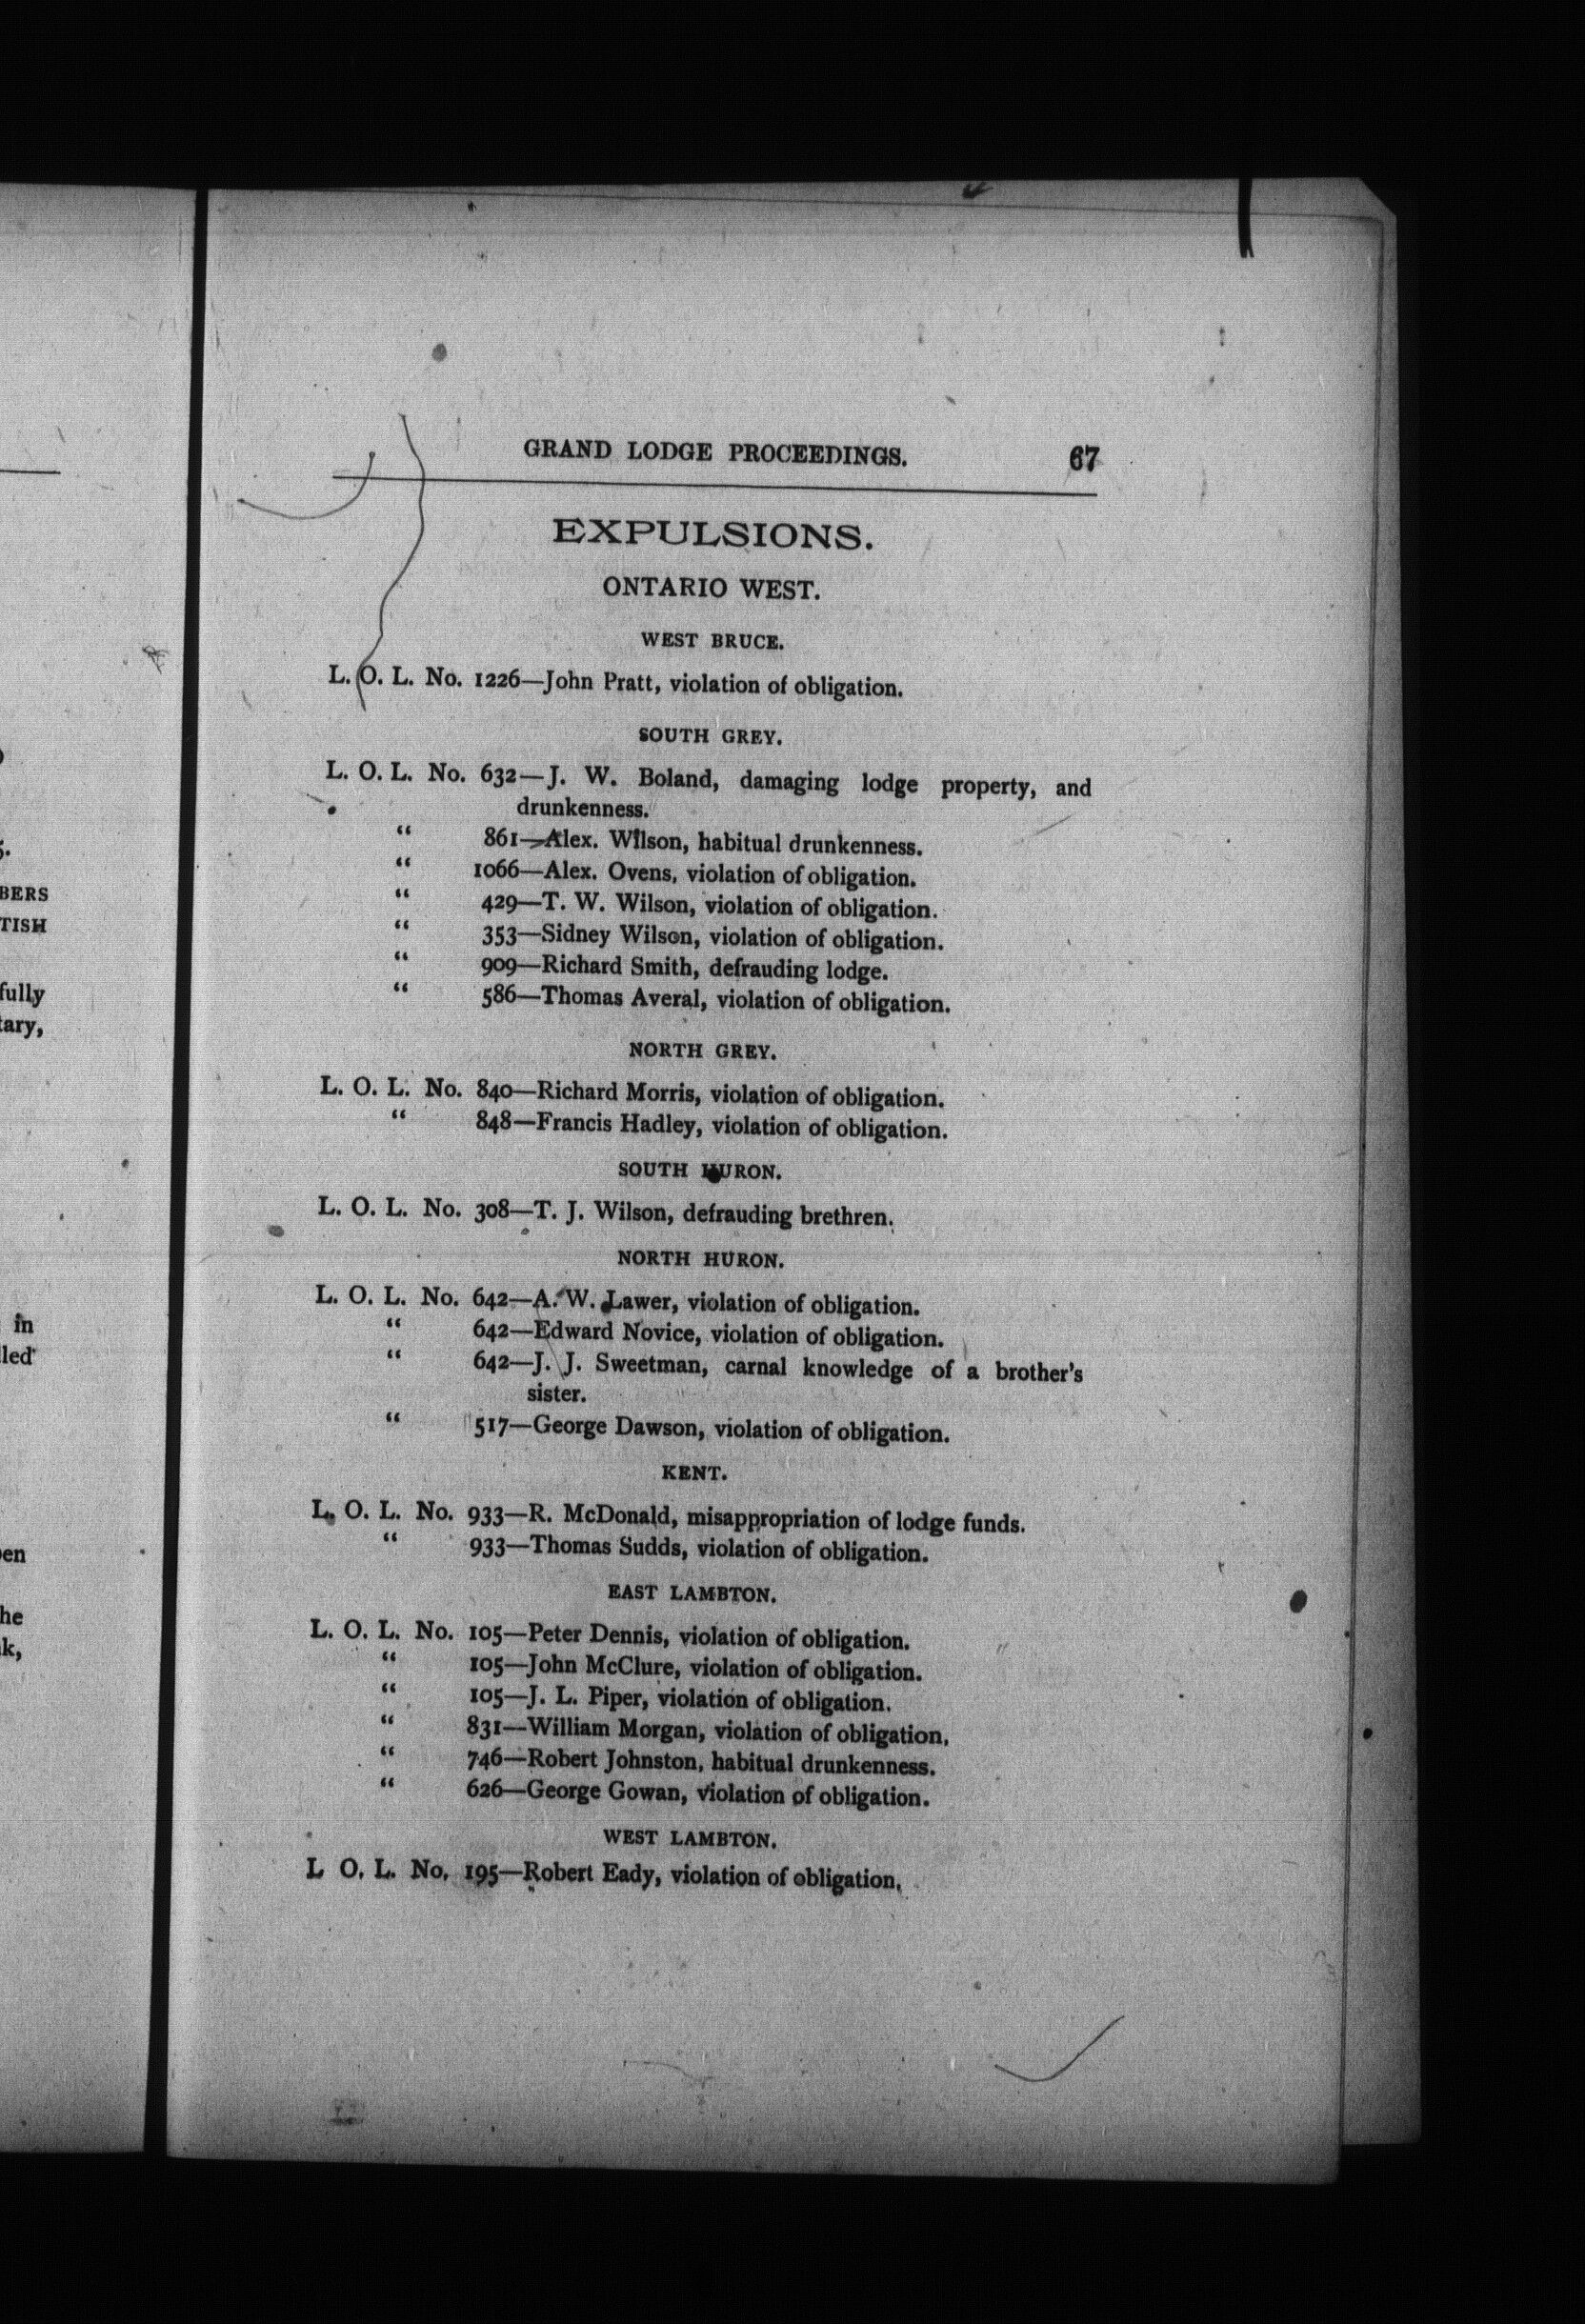 GRAND LODGE PROCEEDINGS. 67
EXPULSIONS.
ONTARIO WEST.
WEST BRUCE.
L. O. L. No. 1226—John Pratt, violation of obligation.
SOUTH GREY.
L. O. L. No. 632—J. W. Boland, damaging lodge property, and
drunkenness.
“ 861—Alex. Wilson, habitual drunkenness.
“ 1066—Alex. Ovens, violation of obligation.
“ 429—T. W. Wilson, violation of obligation.
“ 353—Sidney Wilson, violation of obligation.
“ 909—Richard Smith, defrauding lodge.
“ 586—Thomas Averal, violation of obligation.
NORTH GREY.
L. O. L. No. 840—Richard Morris, violation of obligation.
“ 848—Francis Hadley, violation of obligation.
SOUTH HURON.
L. O. L. No. 308—T. J. Wilson, defrauding brethren.
NORTH HURON.
L. O. L. No. 642—A. W. Lawer, violation of obligation.
“ 642—Edward Novice, violation of obligation.
“ 642—J. J. Sweetman, carnal knowledge of a brother's
sister.
“ 517—George Dawson, violation of obligation.
KENT.
L. O. L. No. 933—R. McDonald, misappropriation of lodge funds.
“ 933—Thomas Sudds, violation of obligation.
EAST LAMBTON.
L. O. L. No. 105—Peter Dennis, violation of obligation.
“ 105—John McClure, violation of obligation.
“ 105—J. L. Piper, violation of obligation.
“ 831—William Morgan, violation of obligation.
“ 746—Robert Johnston, habitual drunkenness.
“ 626—George Gowan, violation of obligation.
WEST LAMBTON.
L O. L. No. 195—Robert Eady, violation of obligation.
BERS
TISH
fully
tary,
in
led
en
he
k,